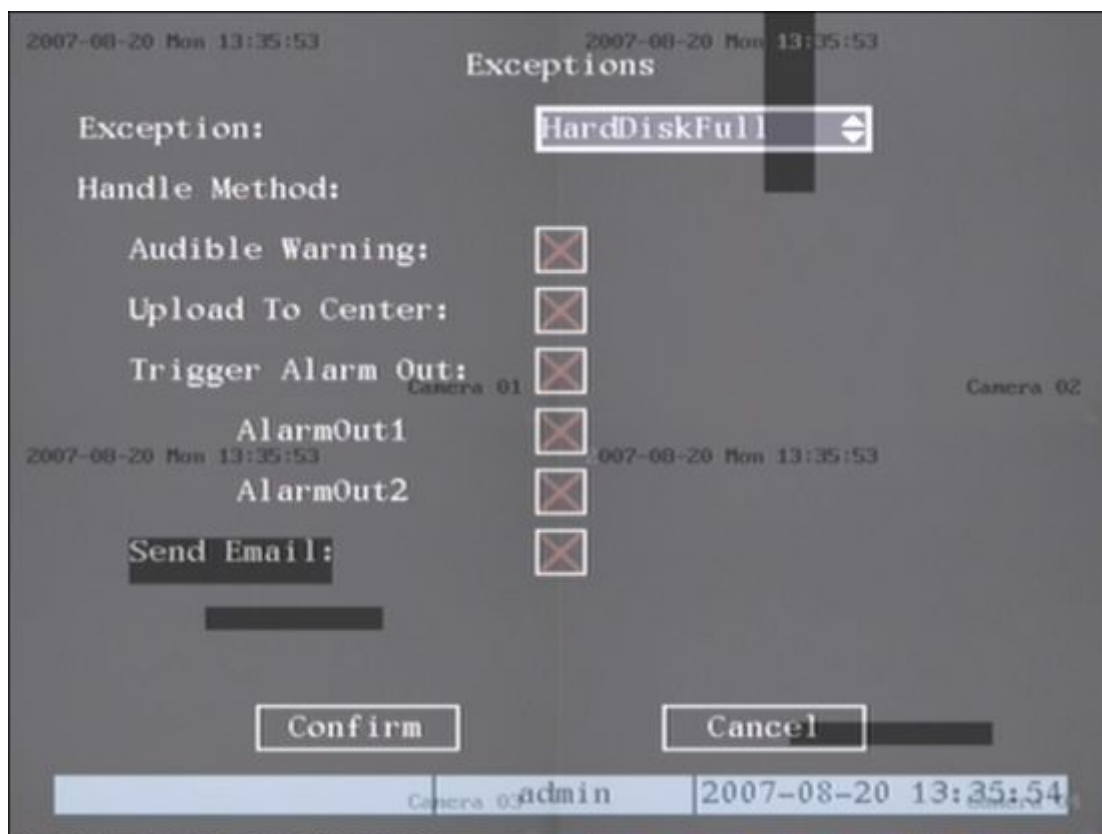 2007-08-20 Mon 13:35:53
2007-08-20 Mon 13:35:53
Exceptions
Exception:
HardDiskFull
Handle Method:
Audible Warning:
Upload To Center:
Trigger Alarm Out:
Camera 01
Camera 02
AlarmOut1
2007-08-20 Mon 13:35:53
007-08-20 Mon 13:35:53
AlarmOut2
Send Email:
Confirm
Cancel
Camera 03
admin
2007-08-20 13:35:54